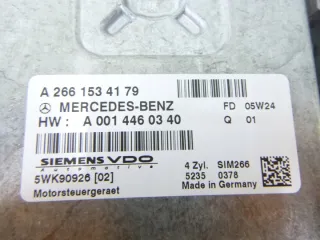 A 266 153 41 79
MERCEDES-BENZ FD 05W24
HW : A 001 446 03 40 Q 01
SIEMENS VDO 4 Zyl. SIM266
Automotive 5235 0378
5WK90926 [02] Made in Germany
Motorsteuergeraet